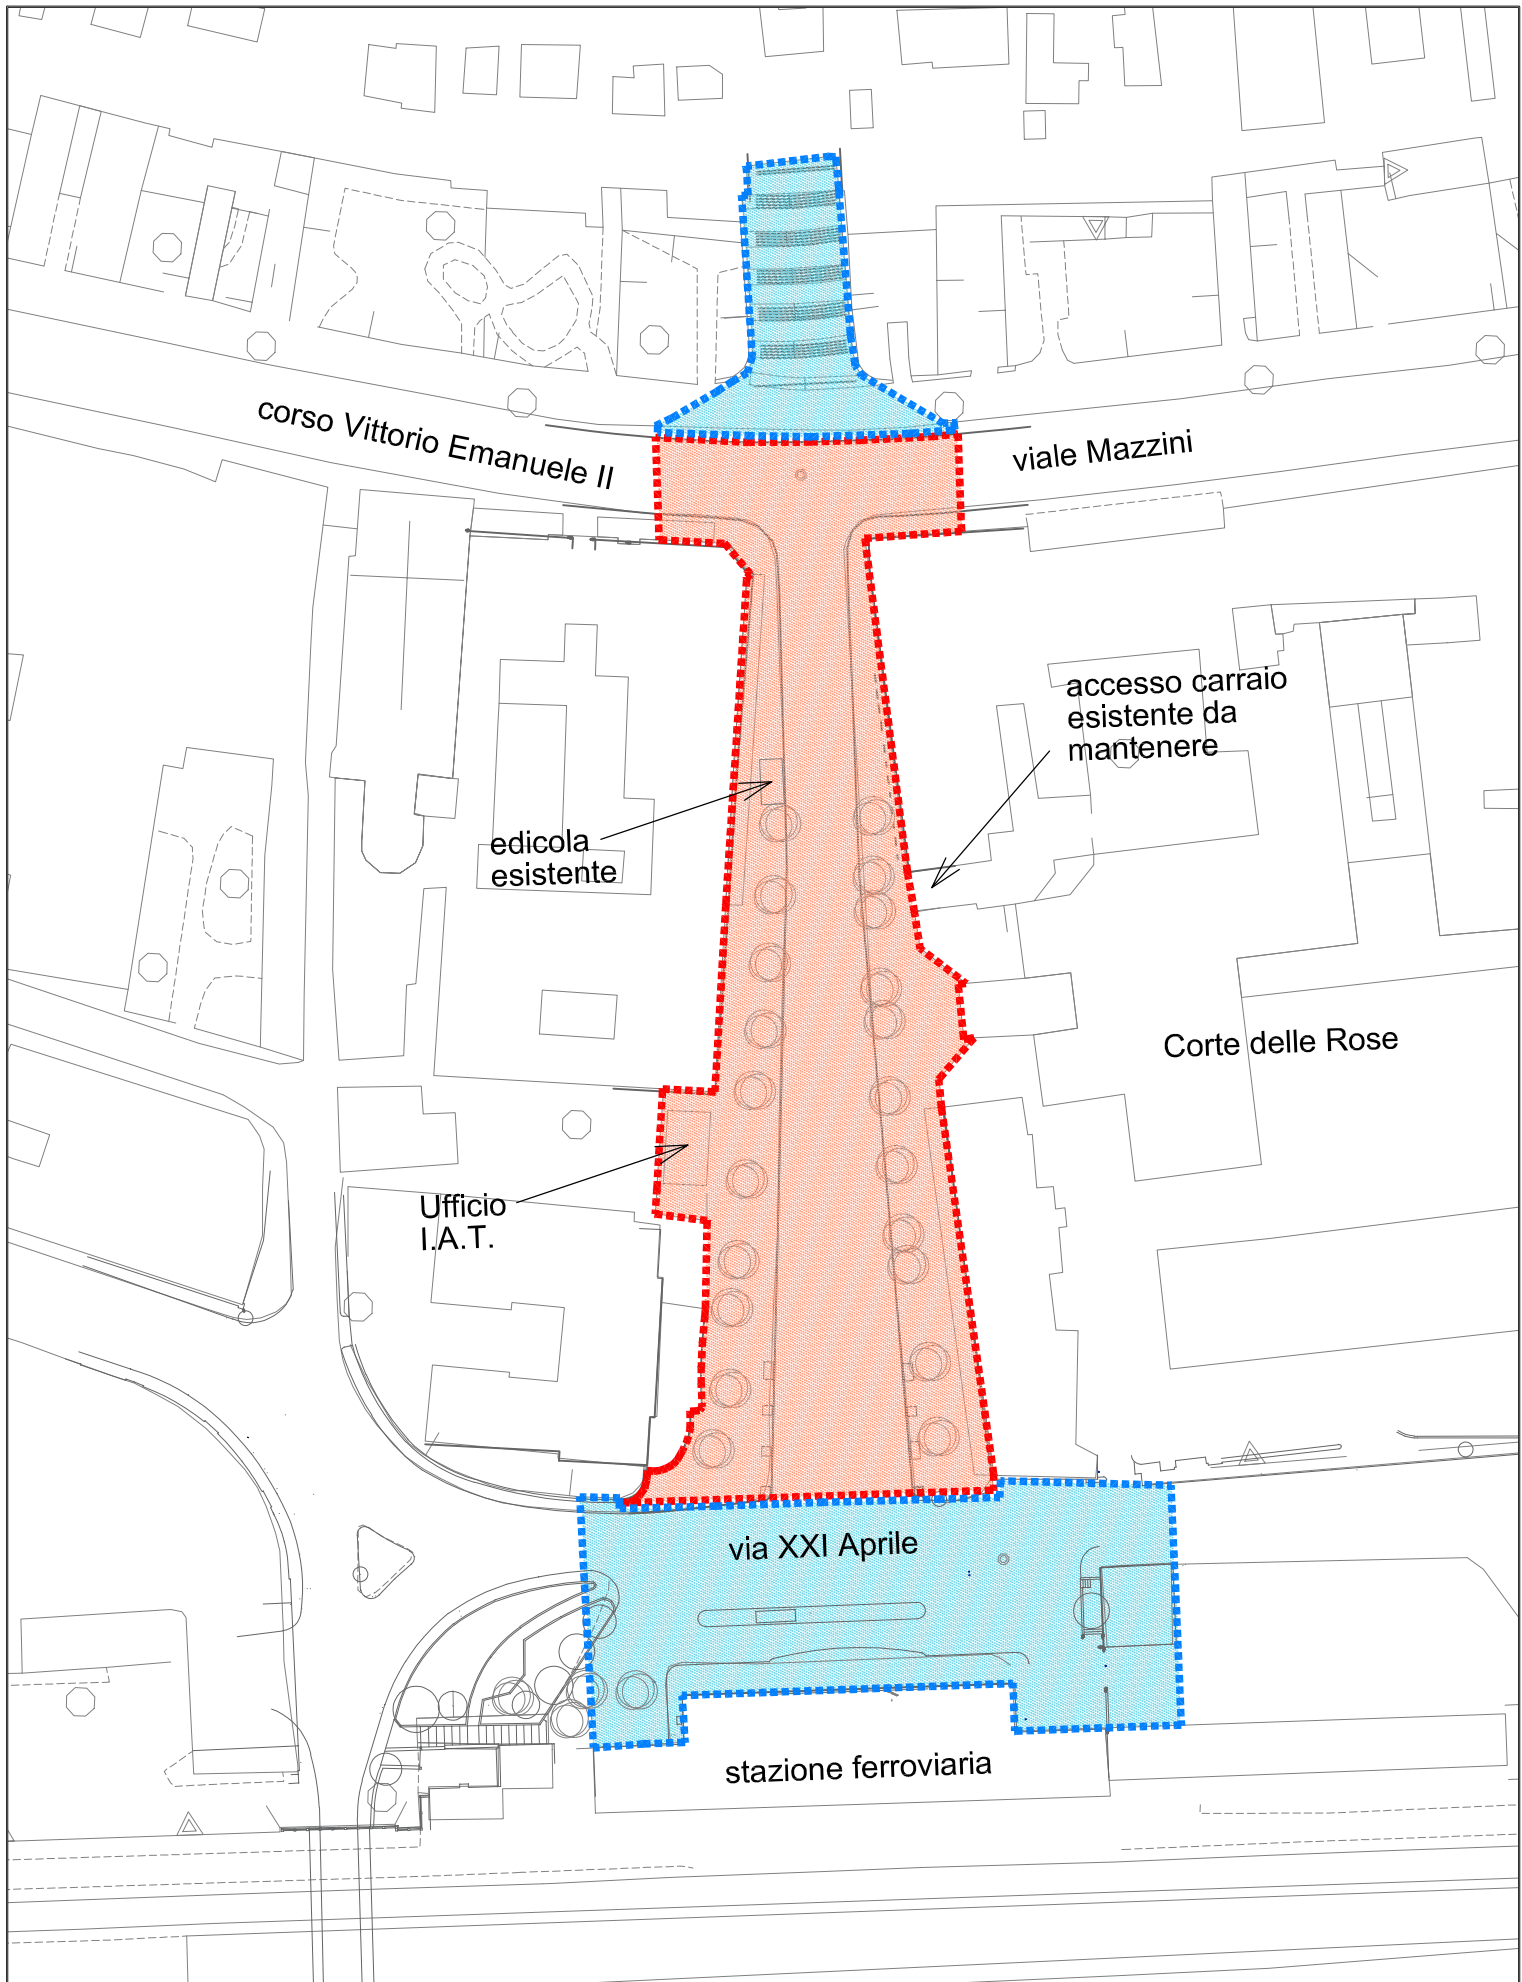 corso Vittorio Emanuele II
viale Mazzini
accesso carraio
esistente da
mantenere
edicola
esistente
Corte delle Rose
Ufficio
I.A.T.
via XXI Aprile
stazione ferroviaria